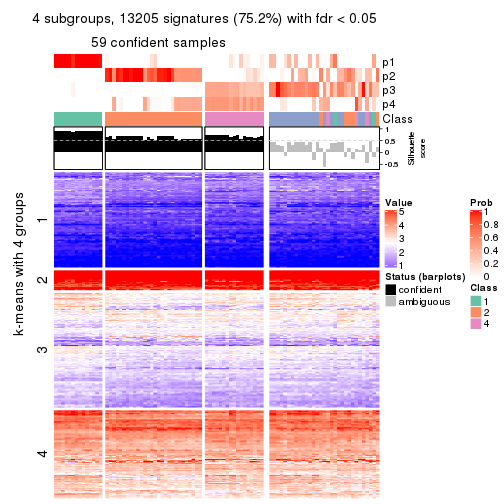 4 subgroups, 13205 signatures (75.2%) with fdr < 0.05
59 confident samples
p1
p2
p3
p4
Class
1
0.5
0
-0.5
Silhouette
score
k-means with 4 groups
1
2
3
4
Value
5
4
3
2
1
Status (barplots)
confident
ambiguous
Prob
1
0.8
0.6
0.4
0.2
0
Class
1
2
4